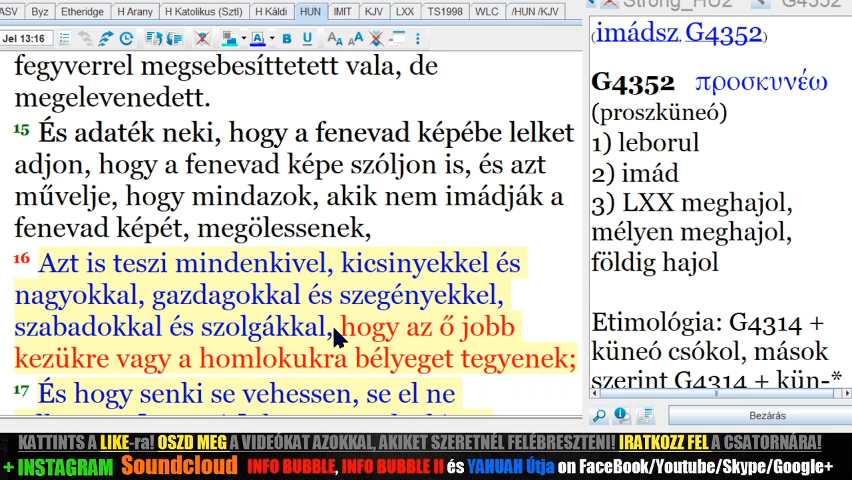 ASV Byz Etheridge H Arany H Katolikus (Sztl) H Káldi HUN IMIT KJV LXX TS1998 WLC /HUN /KJV
Jel 13:16
fegyverrel megsebesíttetett vala, de
megelevenedett.
15 És adaték neki, hogy a fenevad képébe lelket
adjon, hogy a fenevad képe szóljon is, és azt
művelje, hogy mindazok, akik nem imádják a
fenevad képét, megölessenek,
16 Azt is teszi mindenkivel, kicsinyekkel és
nagyokkal, gazdagokkal és szegényekkel,
szabadokkal és szolgákkal, hogy az ő jobb
kezükre vagy a homlokukra bélyeget tegyenek;
17 És hogy senki se vehessen, se el ne
Strong_HU2 G4352
(imádsz, G4352)
G4352 προσκυνέω
(proszküneó)
1) leborul
2) imád
3) LXX meghajol,
mélyen meghajol,
földig hajol
Etimológia: G4314 +
küneó csókol, mások
szerint G4314 + kün-*
Bezárás
KATTINTS A LIKE-ra! OSZD MEG A VIDEÓKAT AZOKKAL, AKIKET SZERETNÉL FELÉBRESZTENI! IRATKOZZ FEL A CSATORNÁRA!
+ INSTAGRAM Soundcloud INFO BUBBLE, INFO BUBBLE II és YAHUAH Útja on FaceBook/Youtube/Skype/Google+